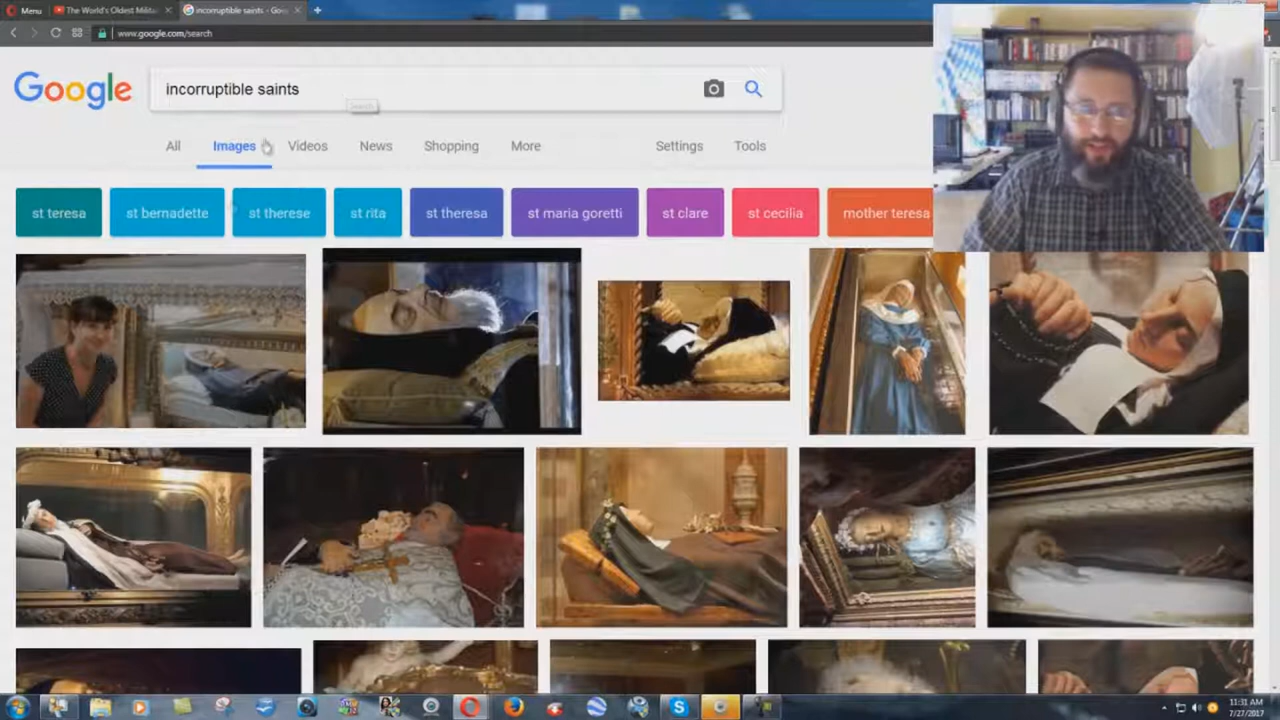 Menu
The World's Oldest Milita
incorruptible saints - Goo
www.google.com/search
Google
incorruptible saints
Search
All
Images
Videos
News
Shopping
More
Settings
Tools
st teresa
st bernadette
st therese
st rita
st theresa
st maria goretti
st clare
st cecilia
mother teresa
11:31 AM
7/27/2017